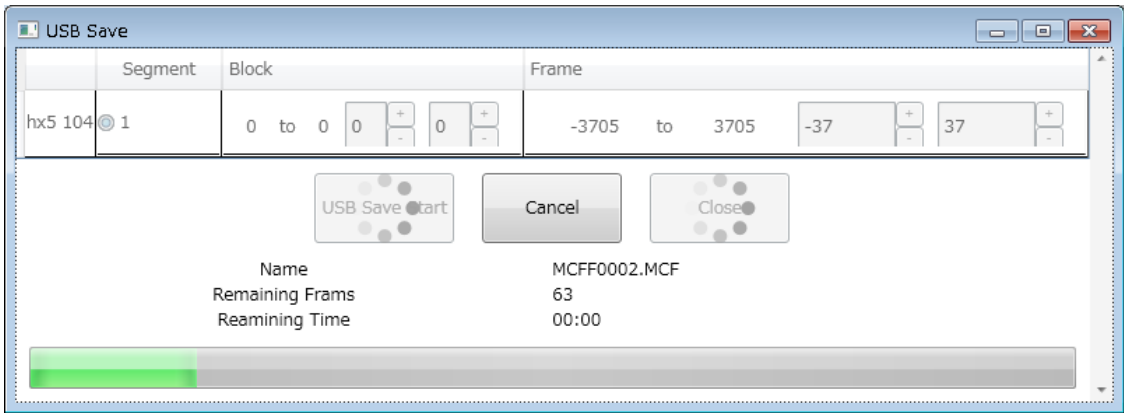 USB Save
Segment Block Frame
hx5 104 1 0 to 0 0 + - 0 + - -3705 to 3705 -37 + - 37 + -
USB Save Start Cancel Close
Name MCFF0002.MCF
Remaining Frams 63
Reamining Time 00:00